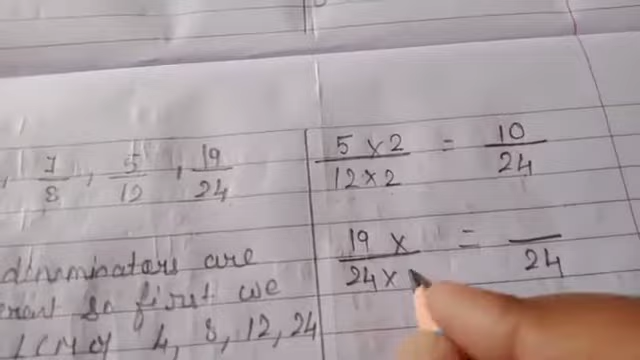 , 7/8, 5/12, 19/24
5 x 2 / 12 x 2 = 10/24
dinuminators are
19 x / 24 x = /24
so first we
LCM of 4, 8, 12, 24